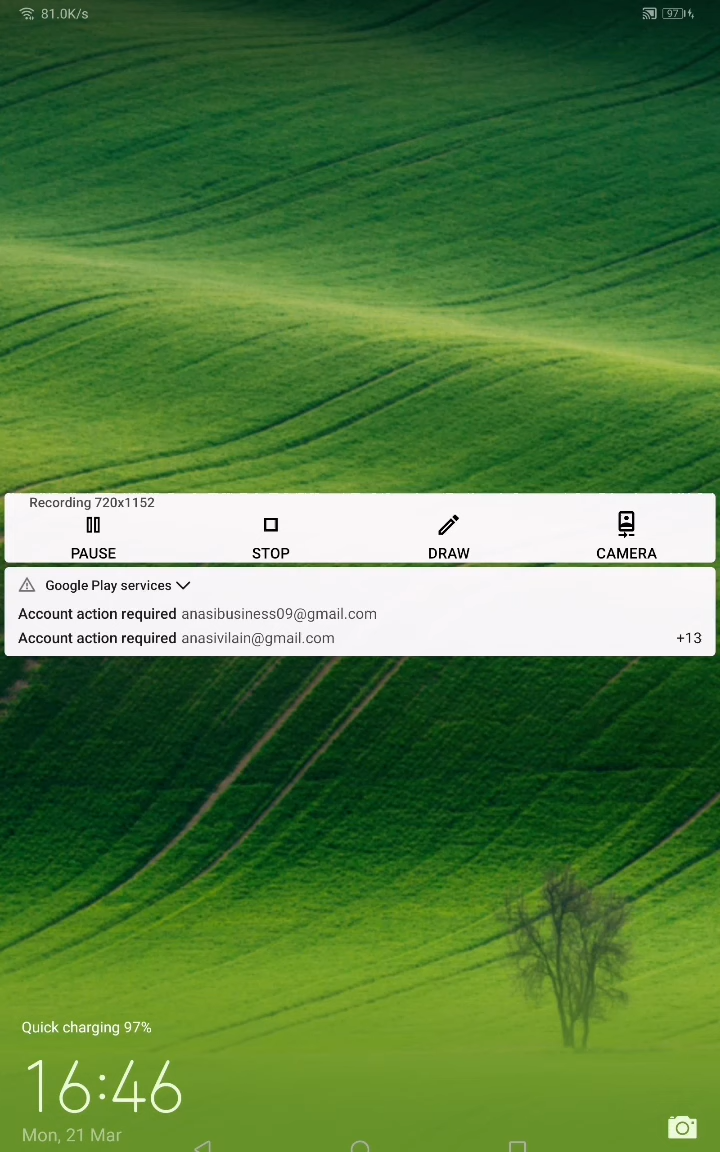 81.0K/s
97
Recording 720x1152
PAUSE STOP DRAW CAMERA
Google Play services
Account action required anasibusiness09@gmail.com
Account action required anasivilain@gmail.com +13
Quick charging 97%
16:46
Mon, 21 Mar